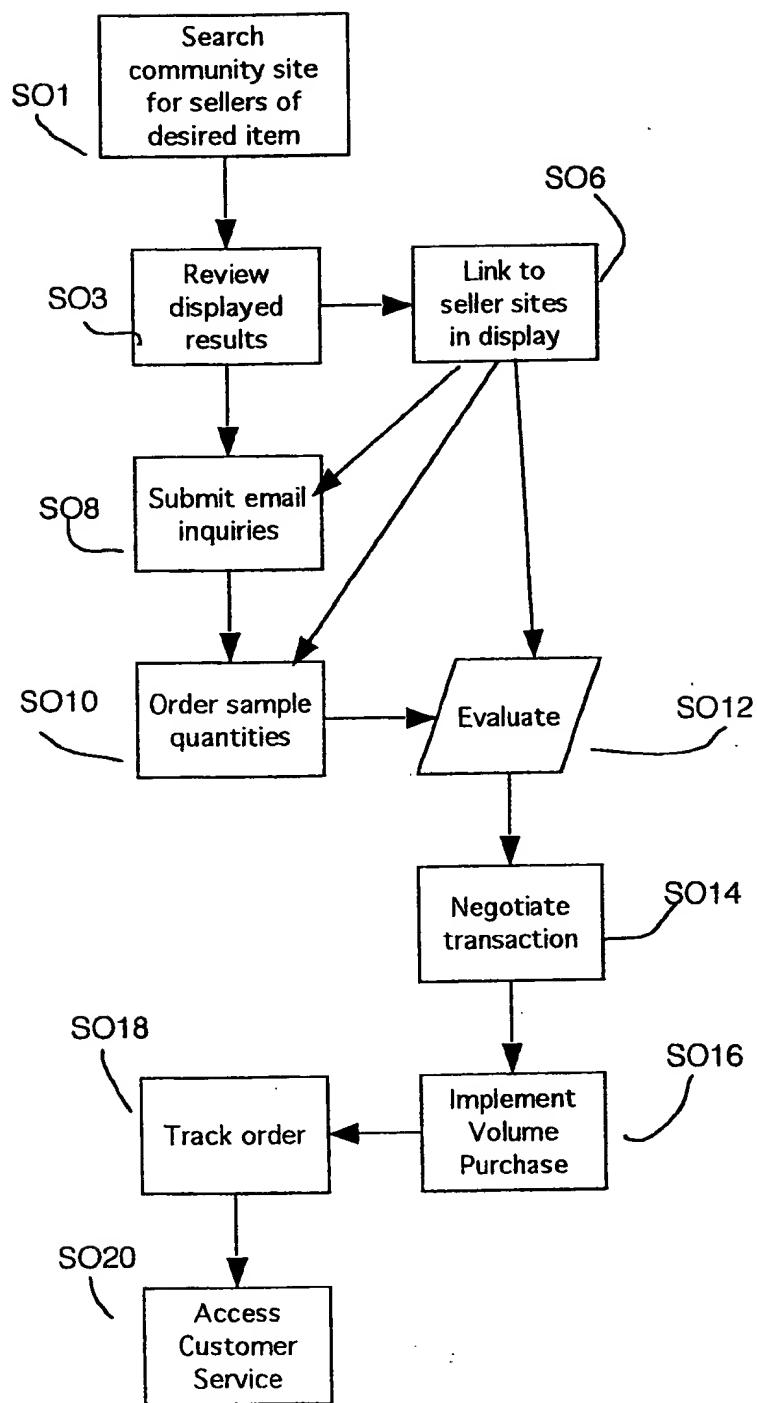 Search
community site
for sellers of
desired item
SO1
SO6
Review
displayed
results
SO3
Link to
seller sites
in display
Submit email
inquiries
SO8
SO10
Order sample
quantities
Evaluate
SO12
Negotiate
transaction
SO14
SO18
SO16
Track order
Implement
Volume
Purchase
SO20
Access
Customer
Service